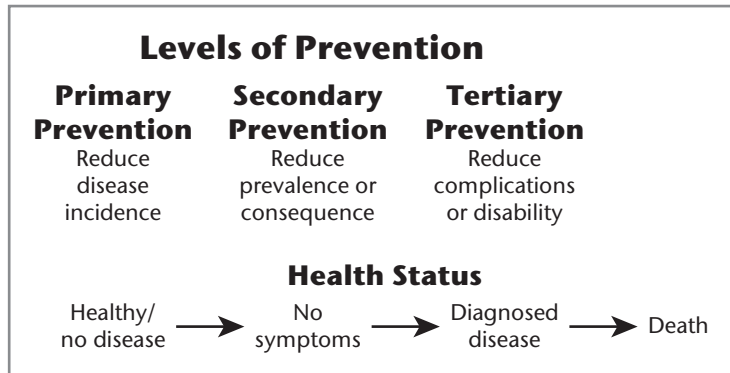 Levels of Prevention
Primary
Prevention
Reduce
disease
incidence
Secondary
Prevention
Reduce
prevalence or
consequence
Tertiary
Prevention
Reduce
complications
or disability
Health Status
Healthy/
no disease
No
symptoms
Diagnosed
disease
Death